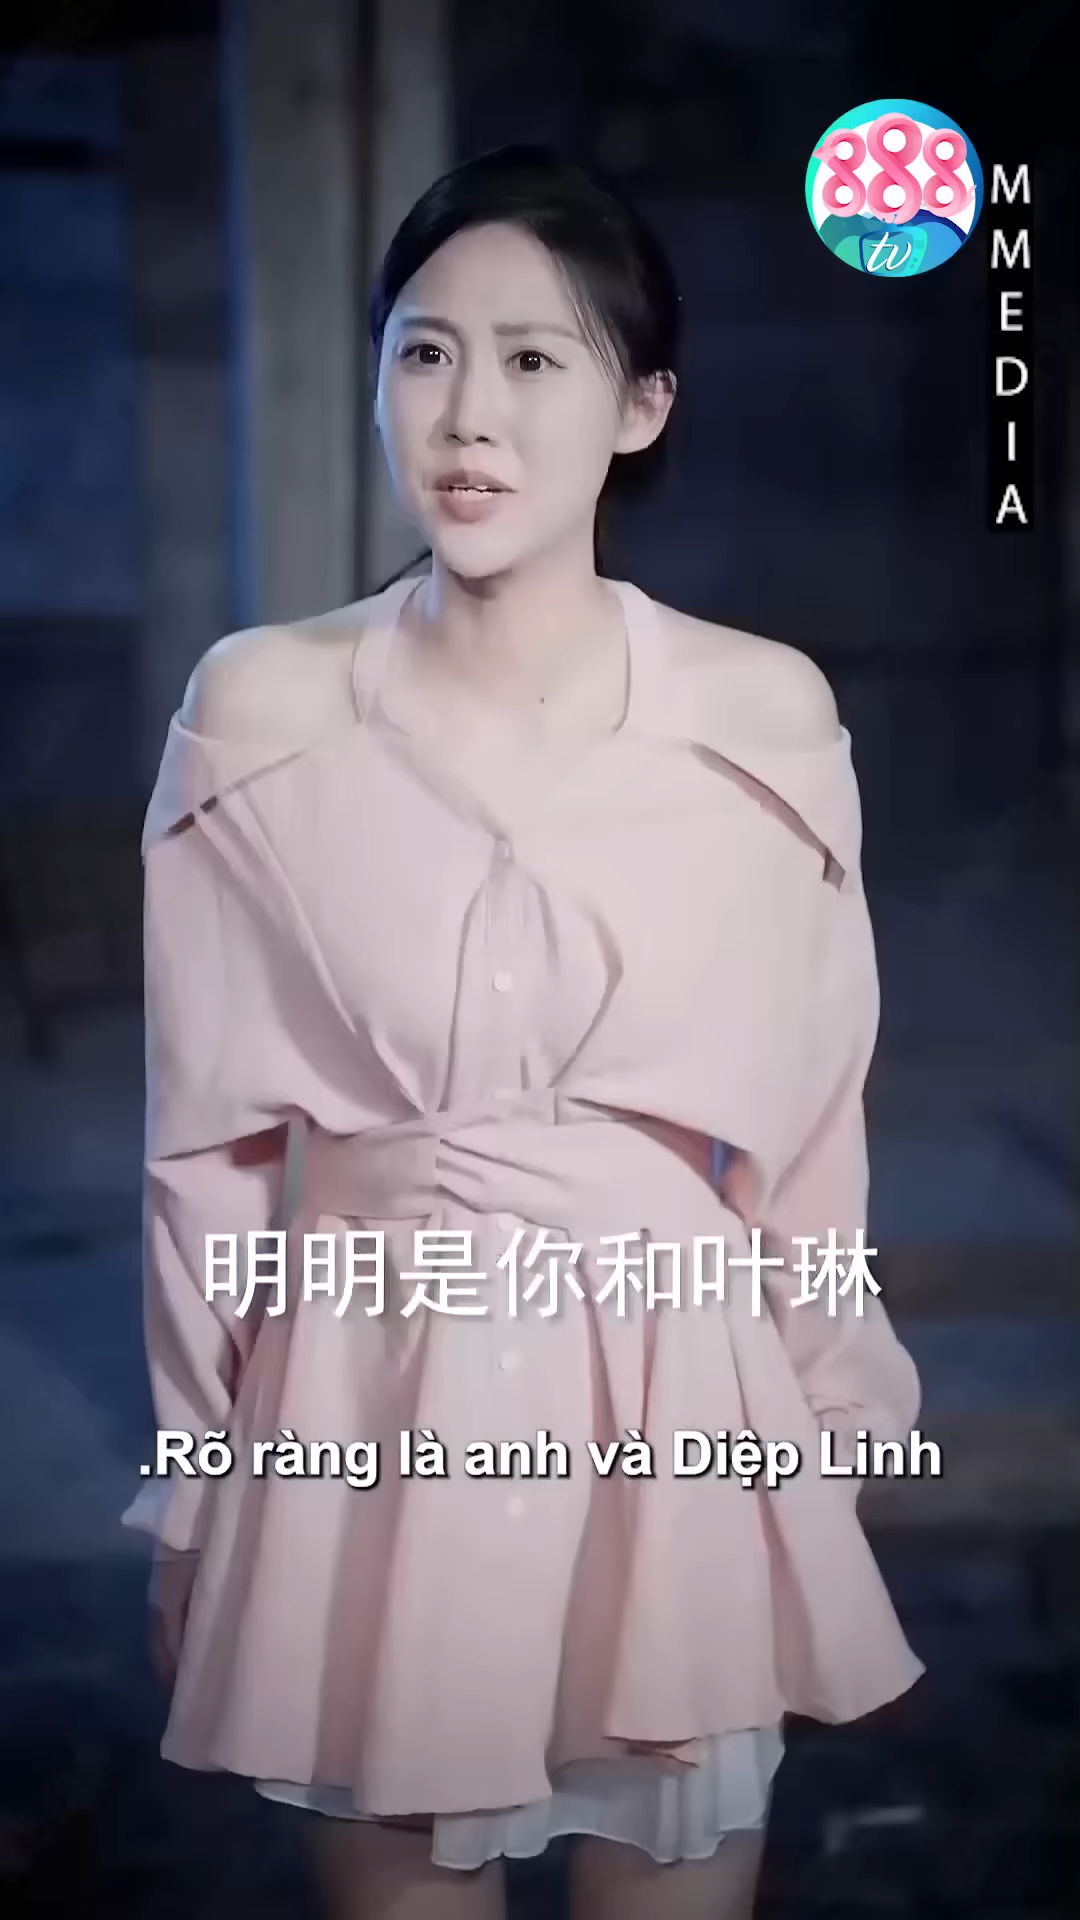 888
tv
MMEDIA
明明是你和叶琳
.Rõ ràng là anh và Diệp Linh